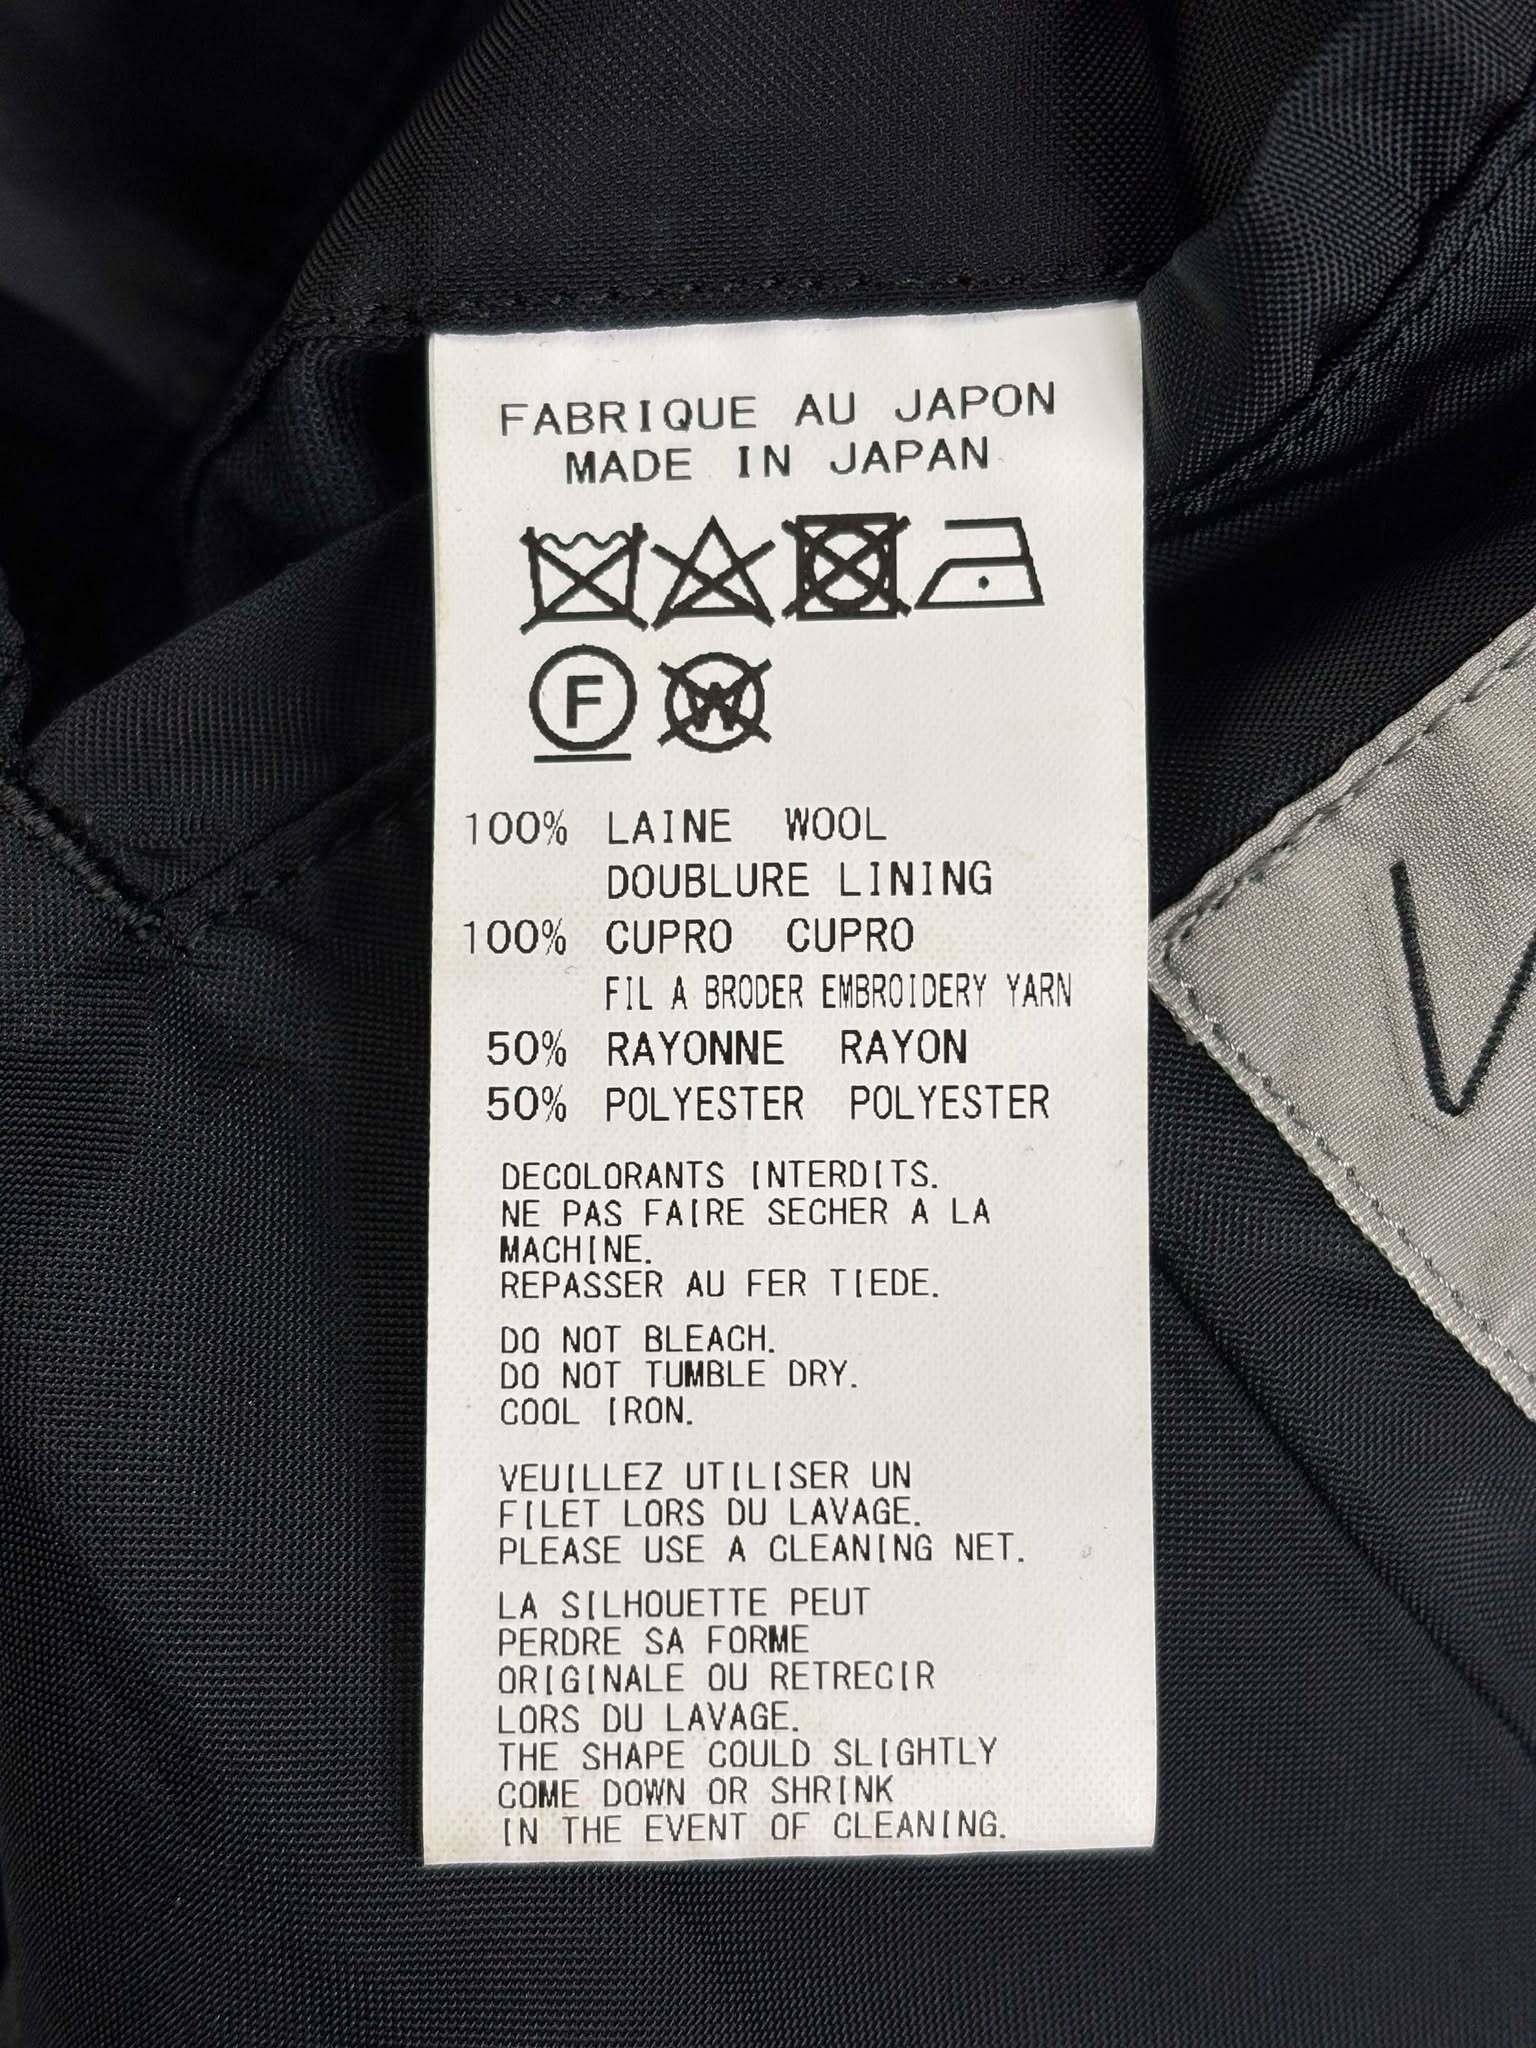 FABRIQUE AU JAPON
MADE IN JAPAN
F
W
100% LAINE WOOL
DOUBLURE LINING
100% CUPRO CUPRO
FIL A BRODER EMBROIDERY YARN
50% RAYONNE RAYON
50% POLYESTER POLYESTER
DECOLORANTS INTERDITS.
NE PAS FAIRE SECHER A LA
MACHINE.
REPASSER AU FER TIEDE.
DO NOT BLEACH.
DO NOT TUMBLE DRY.
COOL IRON.
VEUILLEZ UTILISER UN
FILET LORS DU LAVAGE.
PLEASE USE A CLEANING NET.
LA SILHOUETTE PEUT
PERDRE SA FORME
ORIGINALE OU RETRECIR
LORS DU LAVAGE.
THE SHAPE COULD SLIGHTLY
COME DOWN OR SHRINK
IN THE EVENT OF CLEANING.